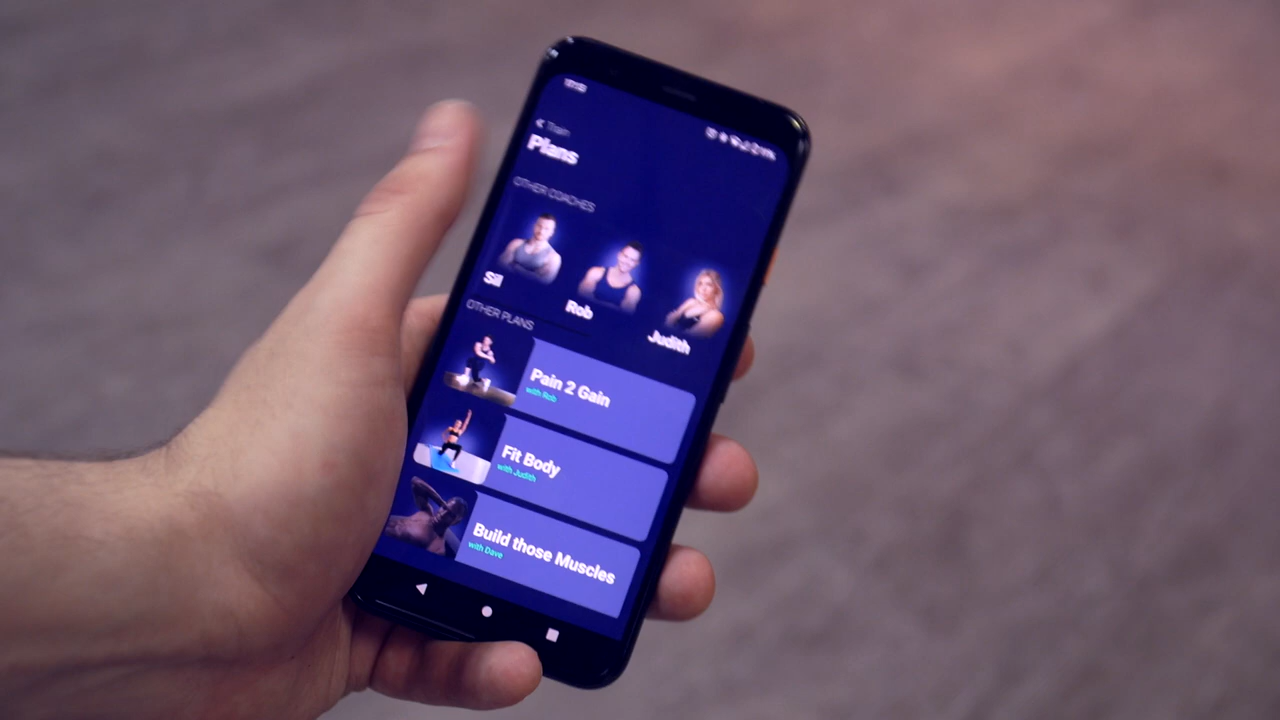 Train
Plans
OTHER COACHES
Sil
Rob
Judith
OTHER PLANS
Pain 2 Gain
with Rob
Fit Body
with Judith
Build those Muscles
with Dave